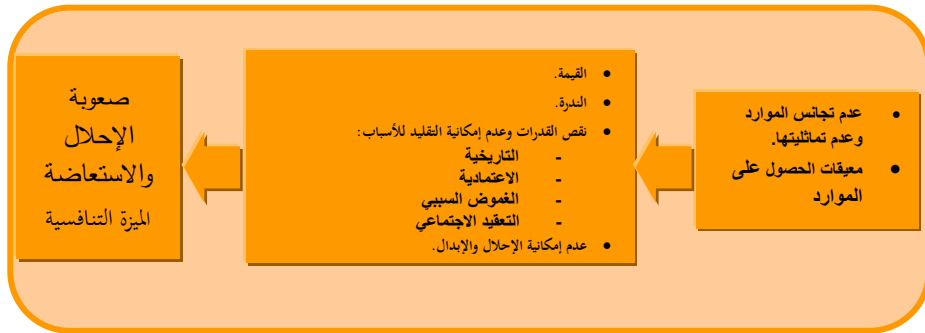 عدم تجانس الموارد
وعدم تماثليتها.
معيقات الحصول على
الموارد
القيمة.
الندرة.
نقص القدرات وعدم إمكانية التقليد للأسباب:
- التاريخية
- الاعتمادية
- الغموض السببي
- التعقيد الاجتماعي
عدم إمكانية الإحلال والإبدال.
صعوبة
الإحلال
والاستعاضة
الميزة التنافسية